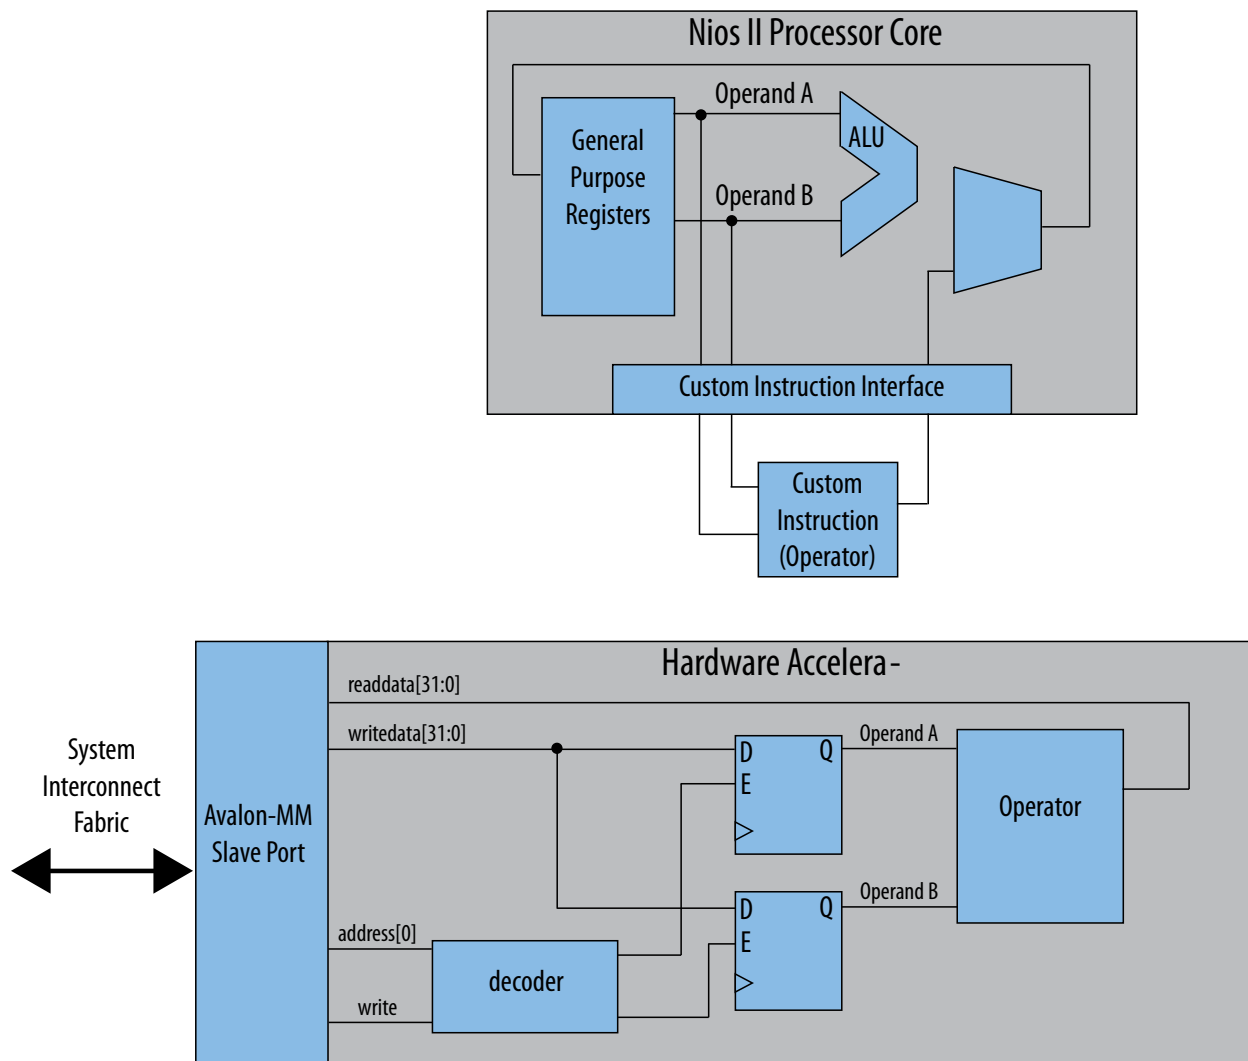 Nios II Processor Core
Operand A
ALU
General
Purpose
Registers
Operand B
Custom Instruction Interface
Custom
Instruction
(Operator)
Hardware Accelera-
readdata[31:0]
writedata[31:0]
System
Interconnect
Fabric
Avalon-MM
Slave Port
D Q
E
Operand A
Operator
D Q
E
Operand B
address[0]
decoder
write